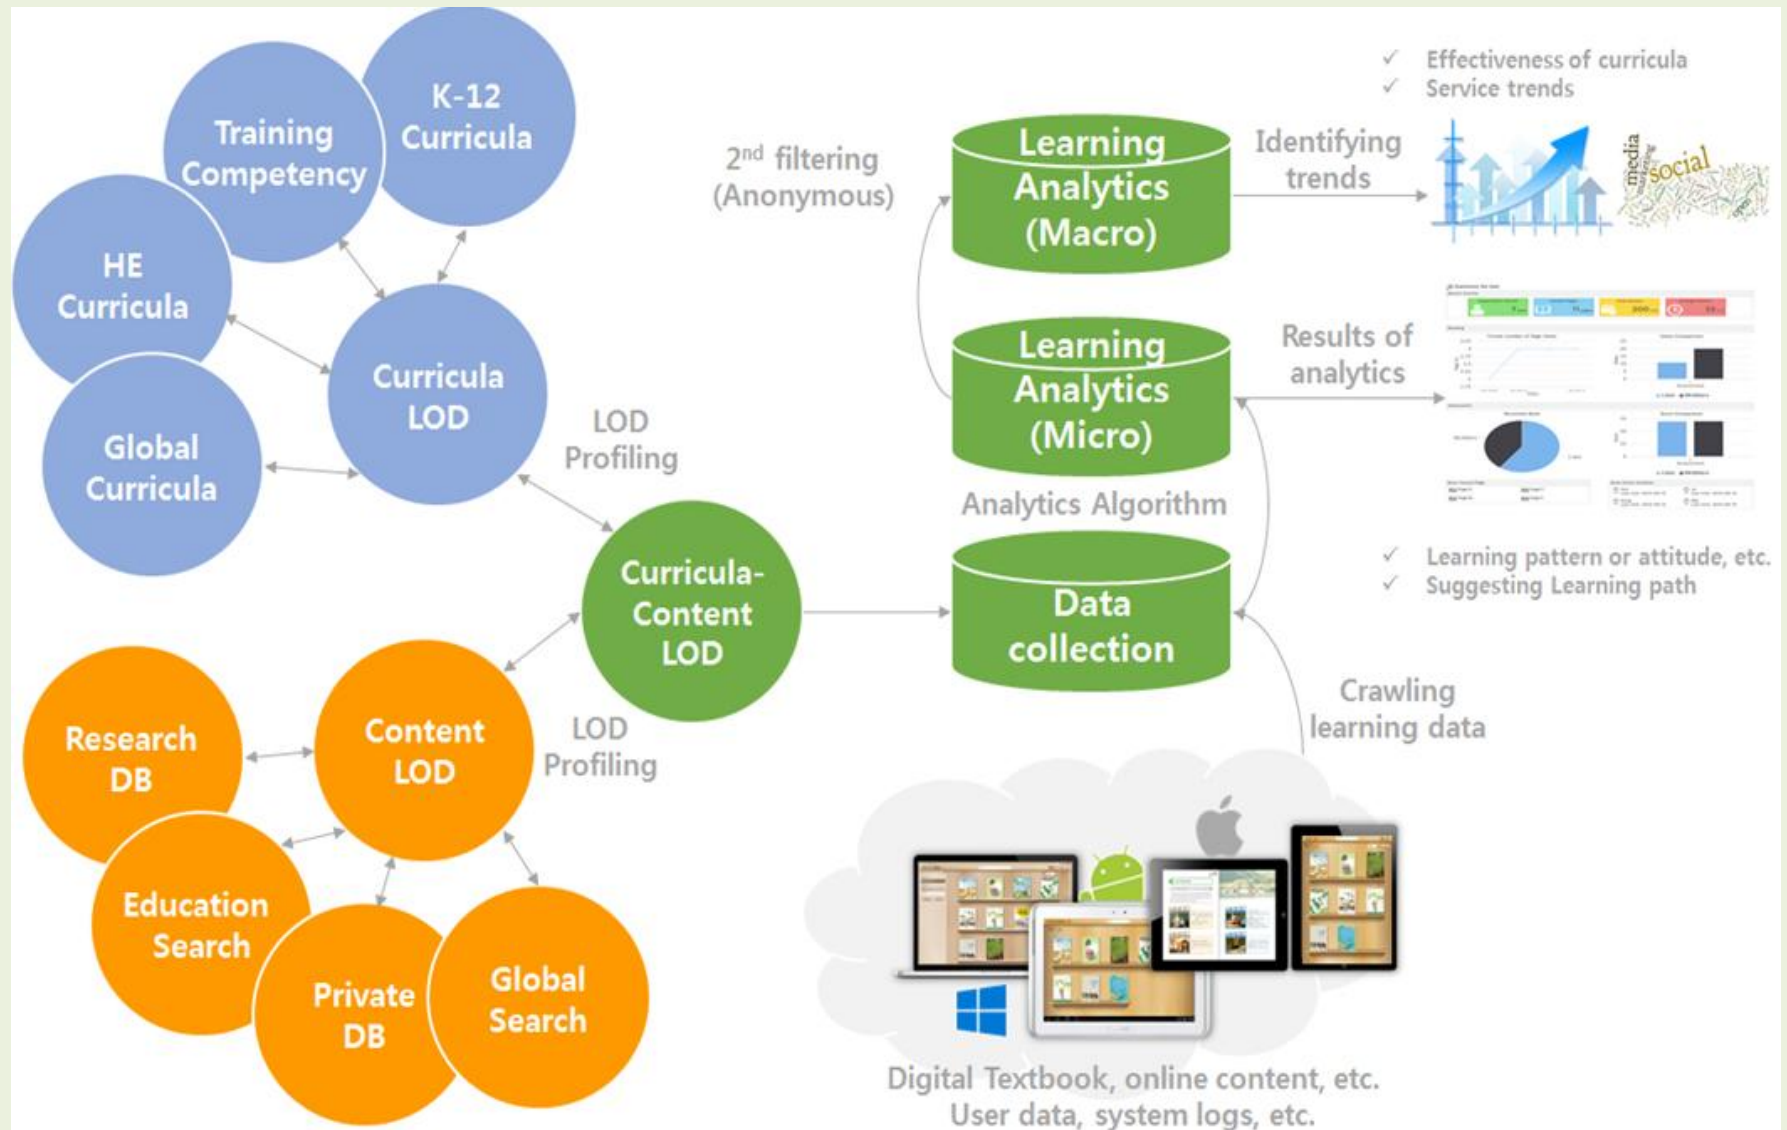 K-12
Curricula
Training
Competency
HE
Curricula
Global
Curricula
Curricula
LOD
LOD
Profiling
Curricula-
Content
LOD
LOD
Profiling
Content
LOD
Research
DB
Education
Search
Private
DB
Global
Search
2nd filtering
(Anonymous)
Learning
Analytics
(Macro)
Identifying
trends
✓ Effectiveness of curricula
✓ Service trends
media
social
open
Learning
Analytics
(Micro)
Results of
analytics
Analytics Algorithm
Data
collection
✓ Learning pattern or attitude, etc.
✓ Suggesting Learning path
Crawling
learning data
Digital Textbook, online content, etc.
User data, system logs, etc.